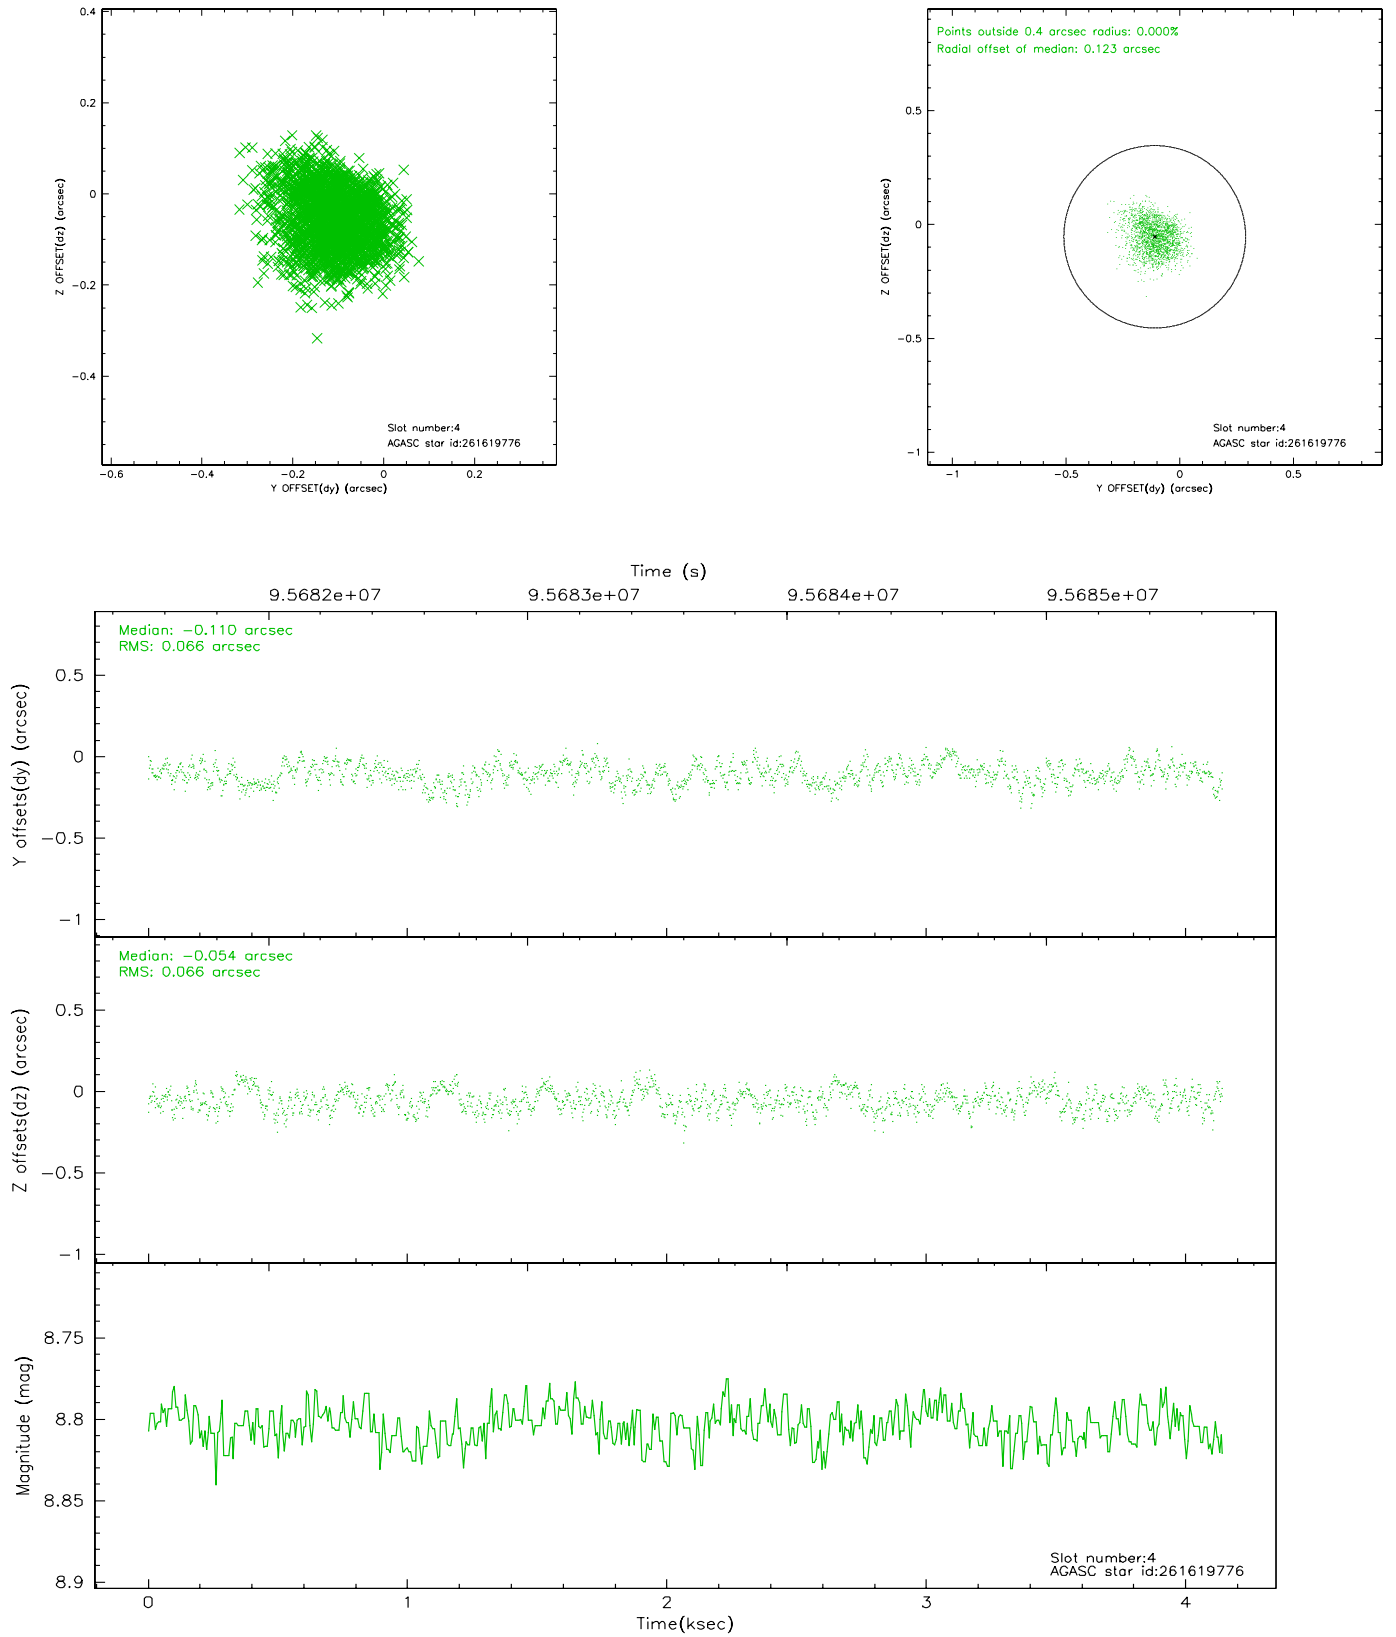 0.4
0.2
0
−0.2
−0.4
Z OFFSET(dz) (arcsec)
Slot number:4
AGASC star id:261619776
−0.6 −0.4 −0.2 0 0.2
Y OFFSET(dy) (arcsec)
Points outside 0.4 arcsec radius: 0.000%
Radial offset of median: 0.123 arcsec
0.5
0
−0.5
−1
Z OFFSET(dz) (arcsec)
Slot number:4
AGASC star id:261619776
−1 −0.5 0 0.5
Y OFFSET(dy) (arcsec)
Time (s)
9.5682e+07 9.5683e+07 9.5684e+07 9.5685e+07
Median: −0.110 arcsec
RMS: 0.066 arcsec
0.5
0
−0.5
−1
Y offsets(dy) (arcsec)
Median: −0.054 arcsec
RMS: 0.066 arcsec
0.5
0
−0.5
−1
Z offsets(dz) (arcsec)
8.75
8.8
8.85
8.9
Magnitude (mag)
Slot number:4
AGASC star id:261619776
0 1 2 3 4
Time(ksec)